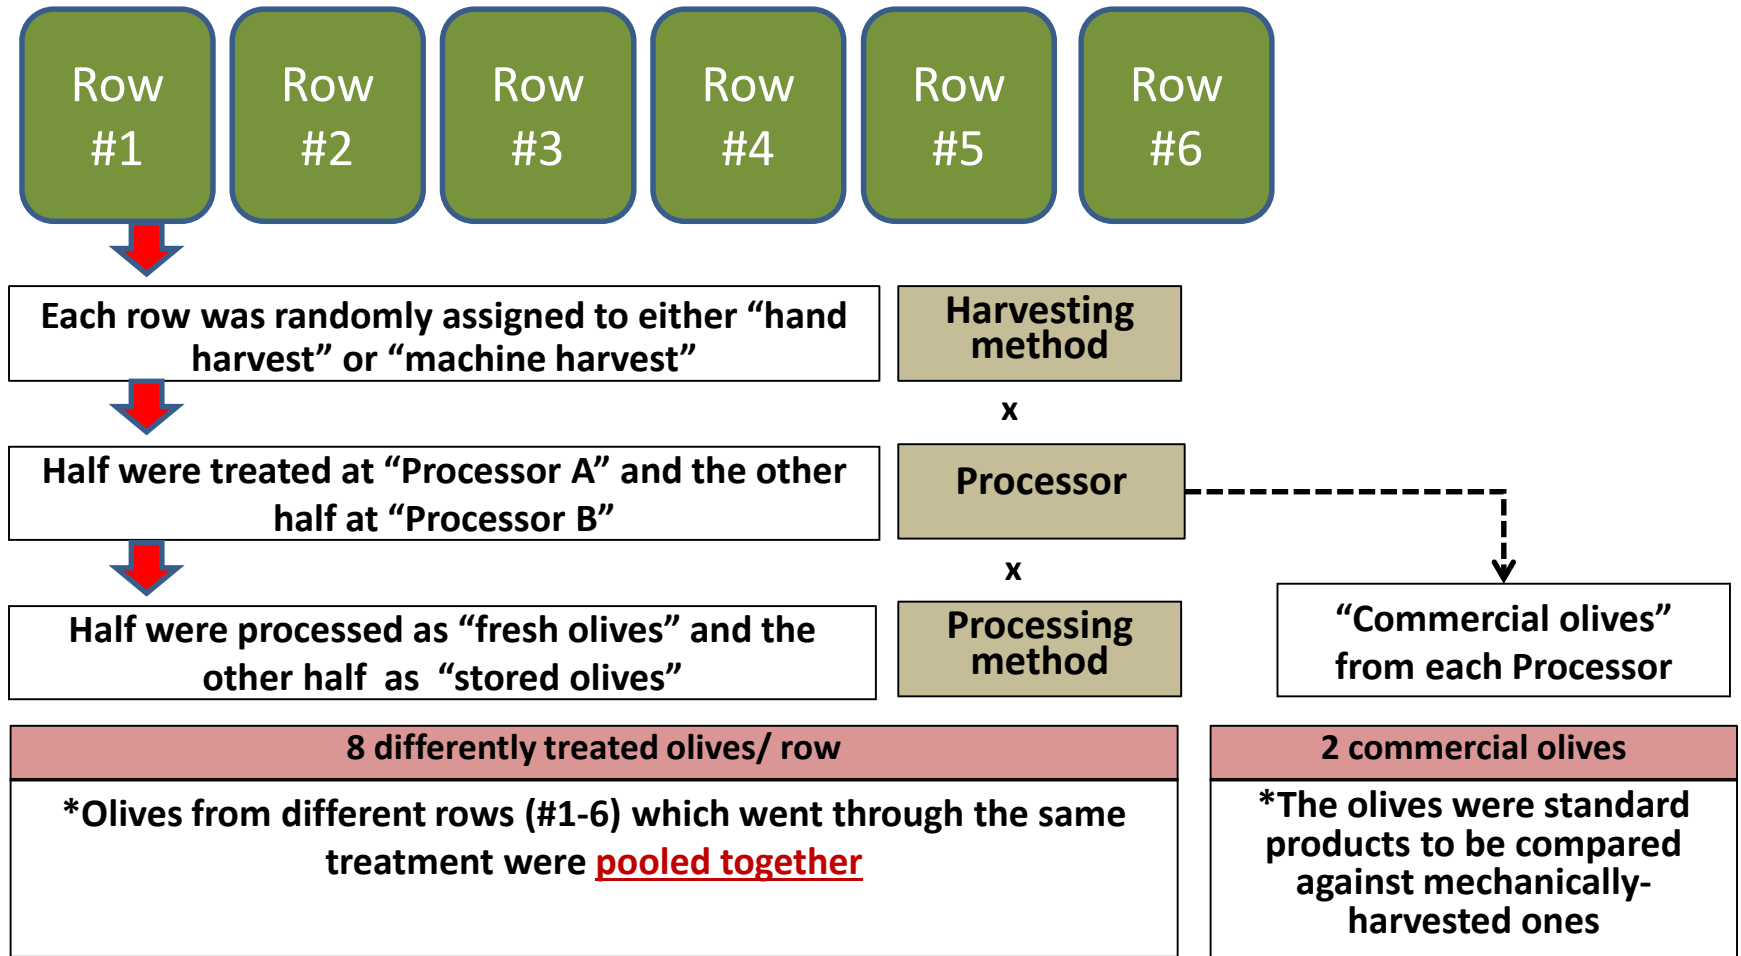 Row
#1
Row
#2
Row
#3
Row
#4
Row
#5
Row
#6
Each row was randomly assigned to either “hand
harvest” or “machine harvest”
Harvesting
method
x
Half were treated at “Processor A” and the other
half at “Processor B”
Processor
x
Half were processed as “fresh olives” and the
other half as “stored olives”
Processing
method
“Commercial olives”
from each Processor
8 differently treated olives/ row
*Olives from different rows (#1-6) which went through the same
treatment were pooled together
2 commercial olives
*The olives were standard
products to be compared
against mechanically-
harvested ones